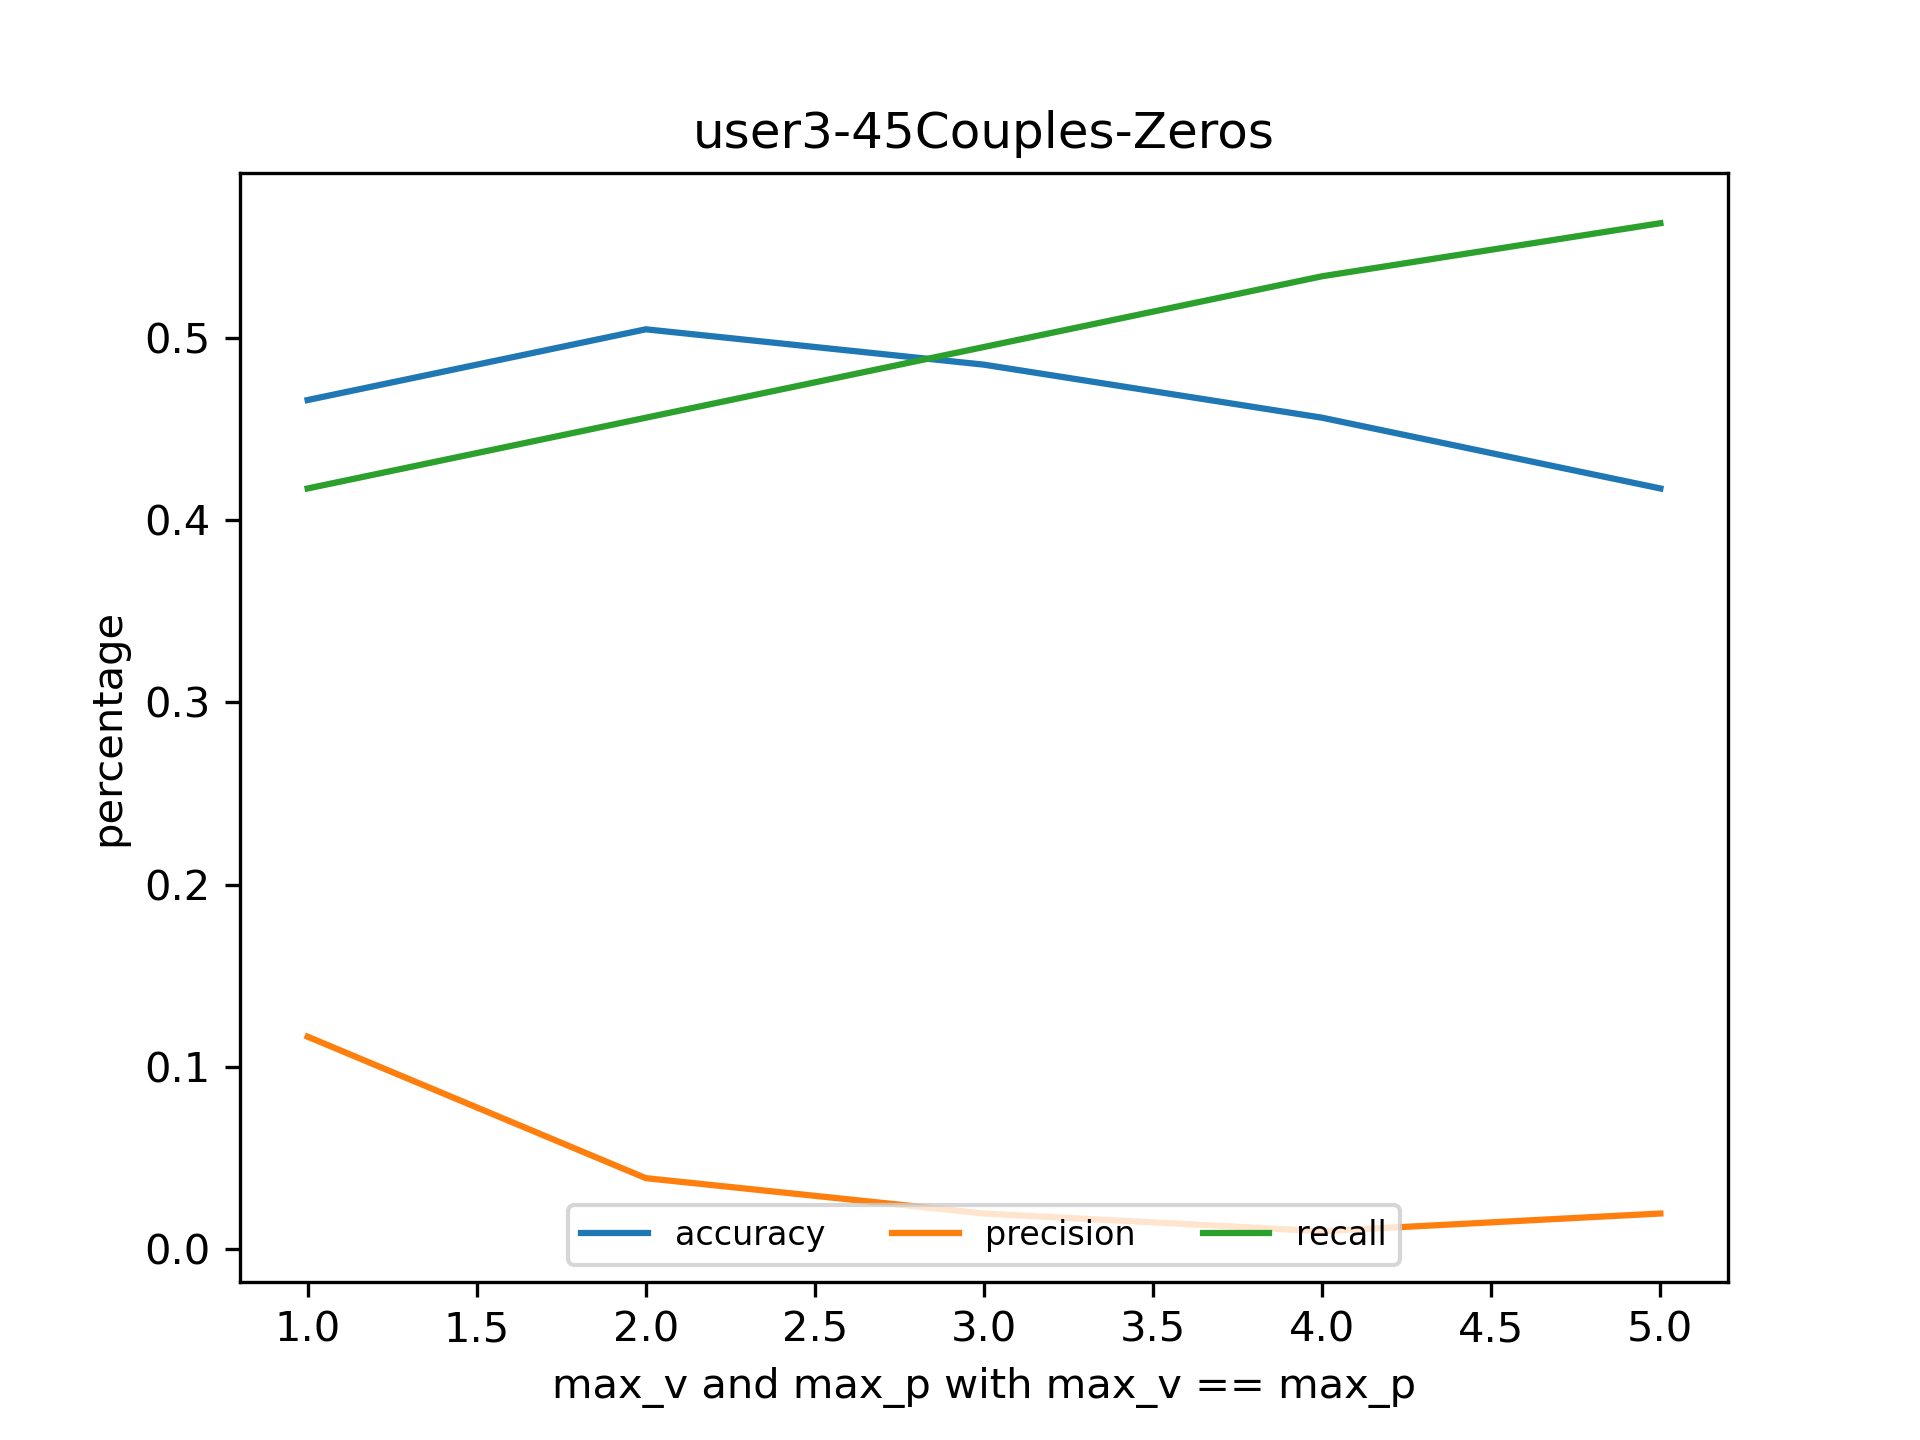 user3-45Couples-Zeros
percentage
0.5
0.4
0.3
0.2
0.1
0.0
accuracy precision recall
1.0 1.5 2.0 2.5 3.0 3.5 4.0 4.5 5.0
max_v and max_p with max_v == max_p